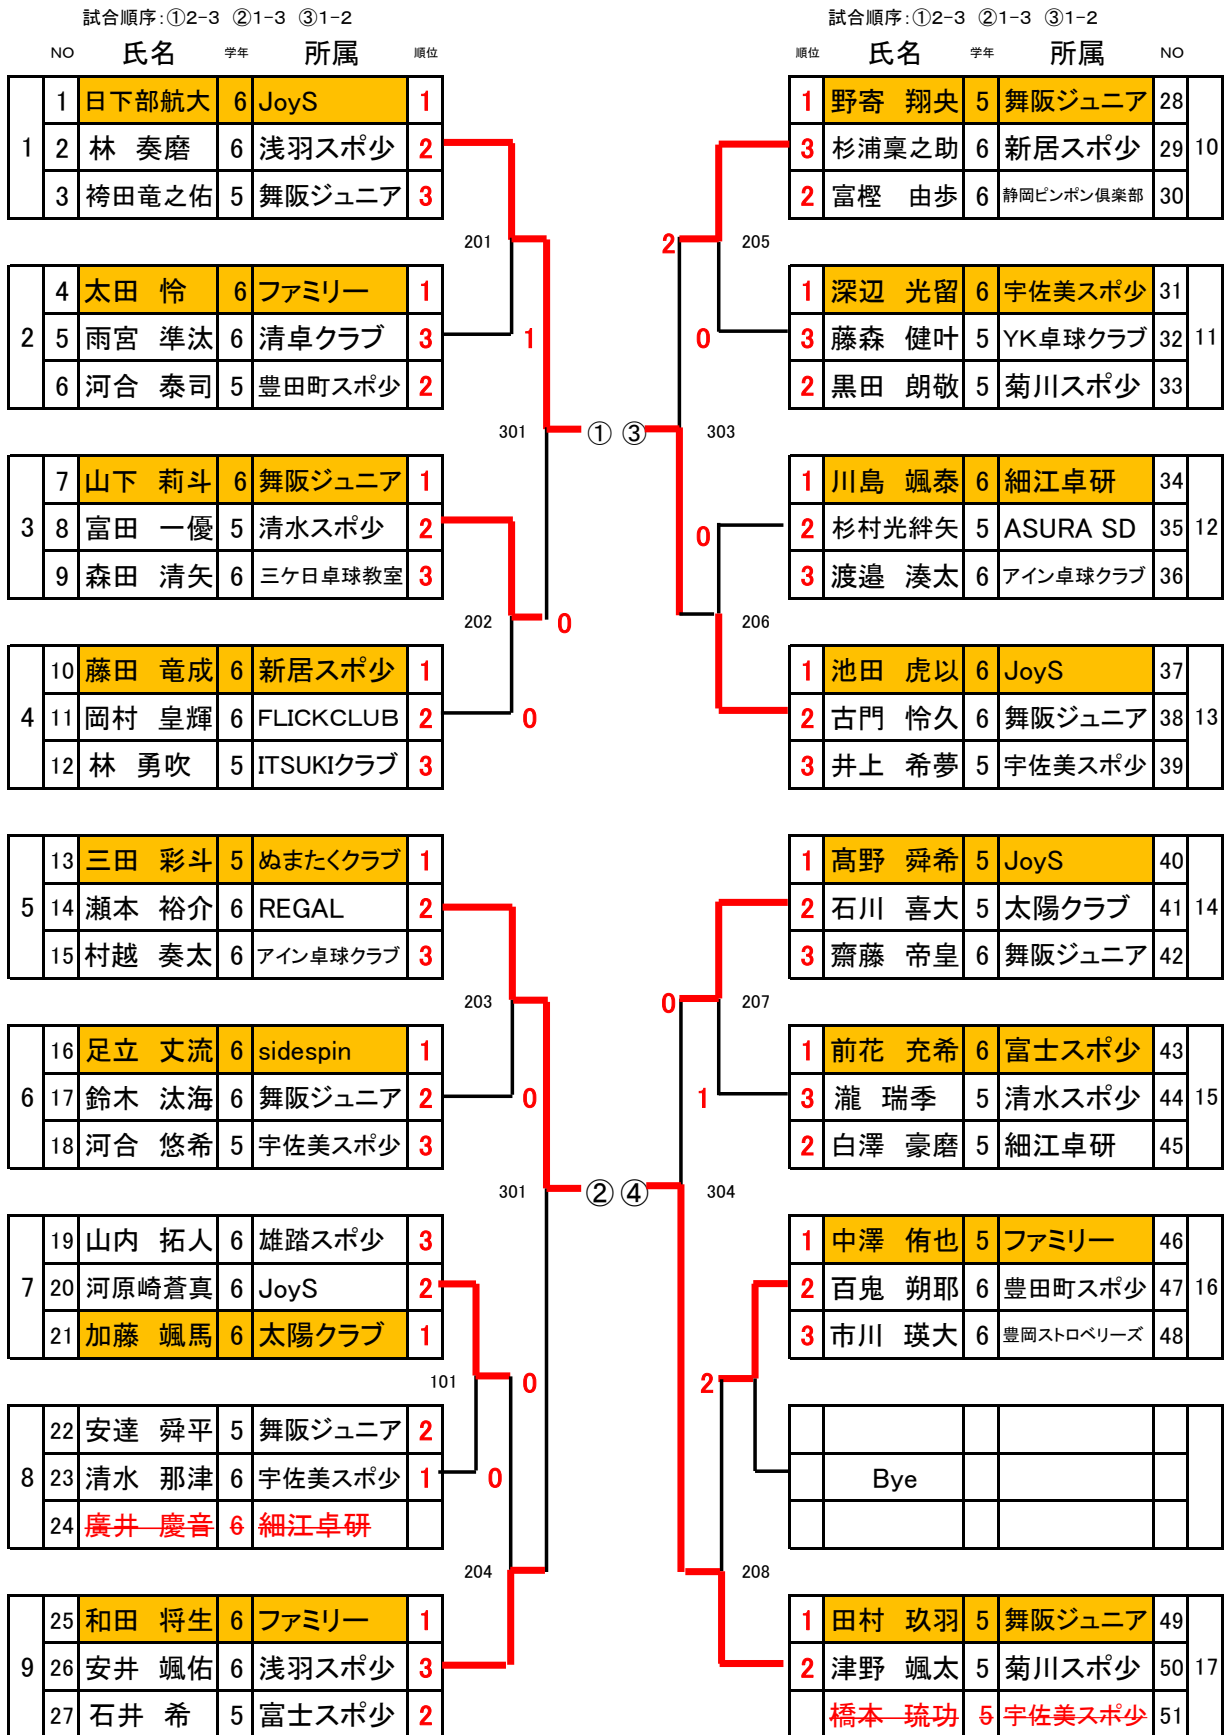 試合順序:①2-3 ②1-3 ③1-2
NO 氏名 学年 所属 順位
1
1 日下部航大 6 JoyS 1
2 林 奏磨 6 浅羽スポ少 2
3 袴田竜之佑 5 舞阪ジュニア 3
201
2
4 太田 怜 6 ファミリー 1
5 雨宮 準汰 6 清卓クラブ 3
6 河合 泰司 5 豊田町スポ少 2
1
301
①
3
7 山下 莉斗 6 舞阪ジュニア 1
8 富田 一優 5 清水スポ少 2
9 森田 清矢 6 三ケ日卓球教室 3
202
0
4
10 藤田 竜成 6 新居スポ少 1
11 岡村 皇輝 6 FLICKCLUB 2
12 林 勇吹 5 ITSUKIクラブ 3
0
5
13 三田 彩斗 5 ぬまたくクラブ 1
14 瀬本 裕介 6 REGAL 2
15 村越 奏太 6 アイン卓球クラブ 3
203
6
16 足立 丈流 6 sidespin 1
17 鈴木 汰海 6 舞阪ジュニア 2
18 河合 悠希 5 宇佐美スポ少 3
0
301
②
7
19 山内 拓人 6 雄踏スポ少 3
20 河原崎蒼真 6 JoyS 2
21 加藤 颯馬 6 太陽クラブ 1
101
0
8
22 安達 舜平 5 舞阪ジュニア 2
23 清水 那津 6 宇佐美スポ少 1
24 廣井 慶音 6 細江卓研
0
204
9
25 和田 将生 6 ファミリー 1
26 安井 颯佑 6 浅羽スポ少 3
27 石井 希 5 富士スポ少 2
試合順序:①2-3 ②1-3 ③1-2
順位 氏名 学年 所属 NO
1 野寄 翔央 5 舞阪ジュニア 28
3 杉浦稟之助 6 新居スポ少 29
2 富樫 由歩 6 静岡ピンポン倶楽部 30
10
2
205
1 深辺 光留 6 宇佐美スポ少 31
3 藤森 健叶 5 YK卓球クラブ 32
2 黒田 朗敬 5 菊川スポ少 33
11
0
③
303
1 川島 颯泰 6 細江卓研 34
2 杉村光絆矢 5 ASURA SD 35
3 渡邉 湊太 6 アイン卓球クラブ 36
12
0
206
1 池田 虎以 6 JoyS 37
2 古門 怜久 6 舞阪ジュニア 38
3 井上 希夢 5 宇佐美スポ少 39
13
1 髙野 舜希 5 JoyS 40
2 石川 喜大 5 太陽クラブ 41
3 齋藤 帝皇 6 舞阪ジュニア 42
14
0
207
1 前花 充希 6 富士スポ少 43
3 瀧 瑞季 5 清水スポ少 44
2 白澤 豪磨 5 細江卓研 45
15
1
④
304
1 中澤 侑也 5 ファミリー 46
2 百鬼 朔耶 6 豊田町スポ少 47
3 市川 瑛大 6 豊岡ストロベリーズ 48
16
2
Bye
208
1 田村 玖羽 5 舞阪ジュニア 49
2 津野 颯太 5 菊川スポ少 50
橋本 琉功 5 宇佐美スポ少 51
17